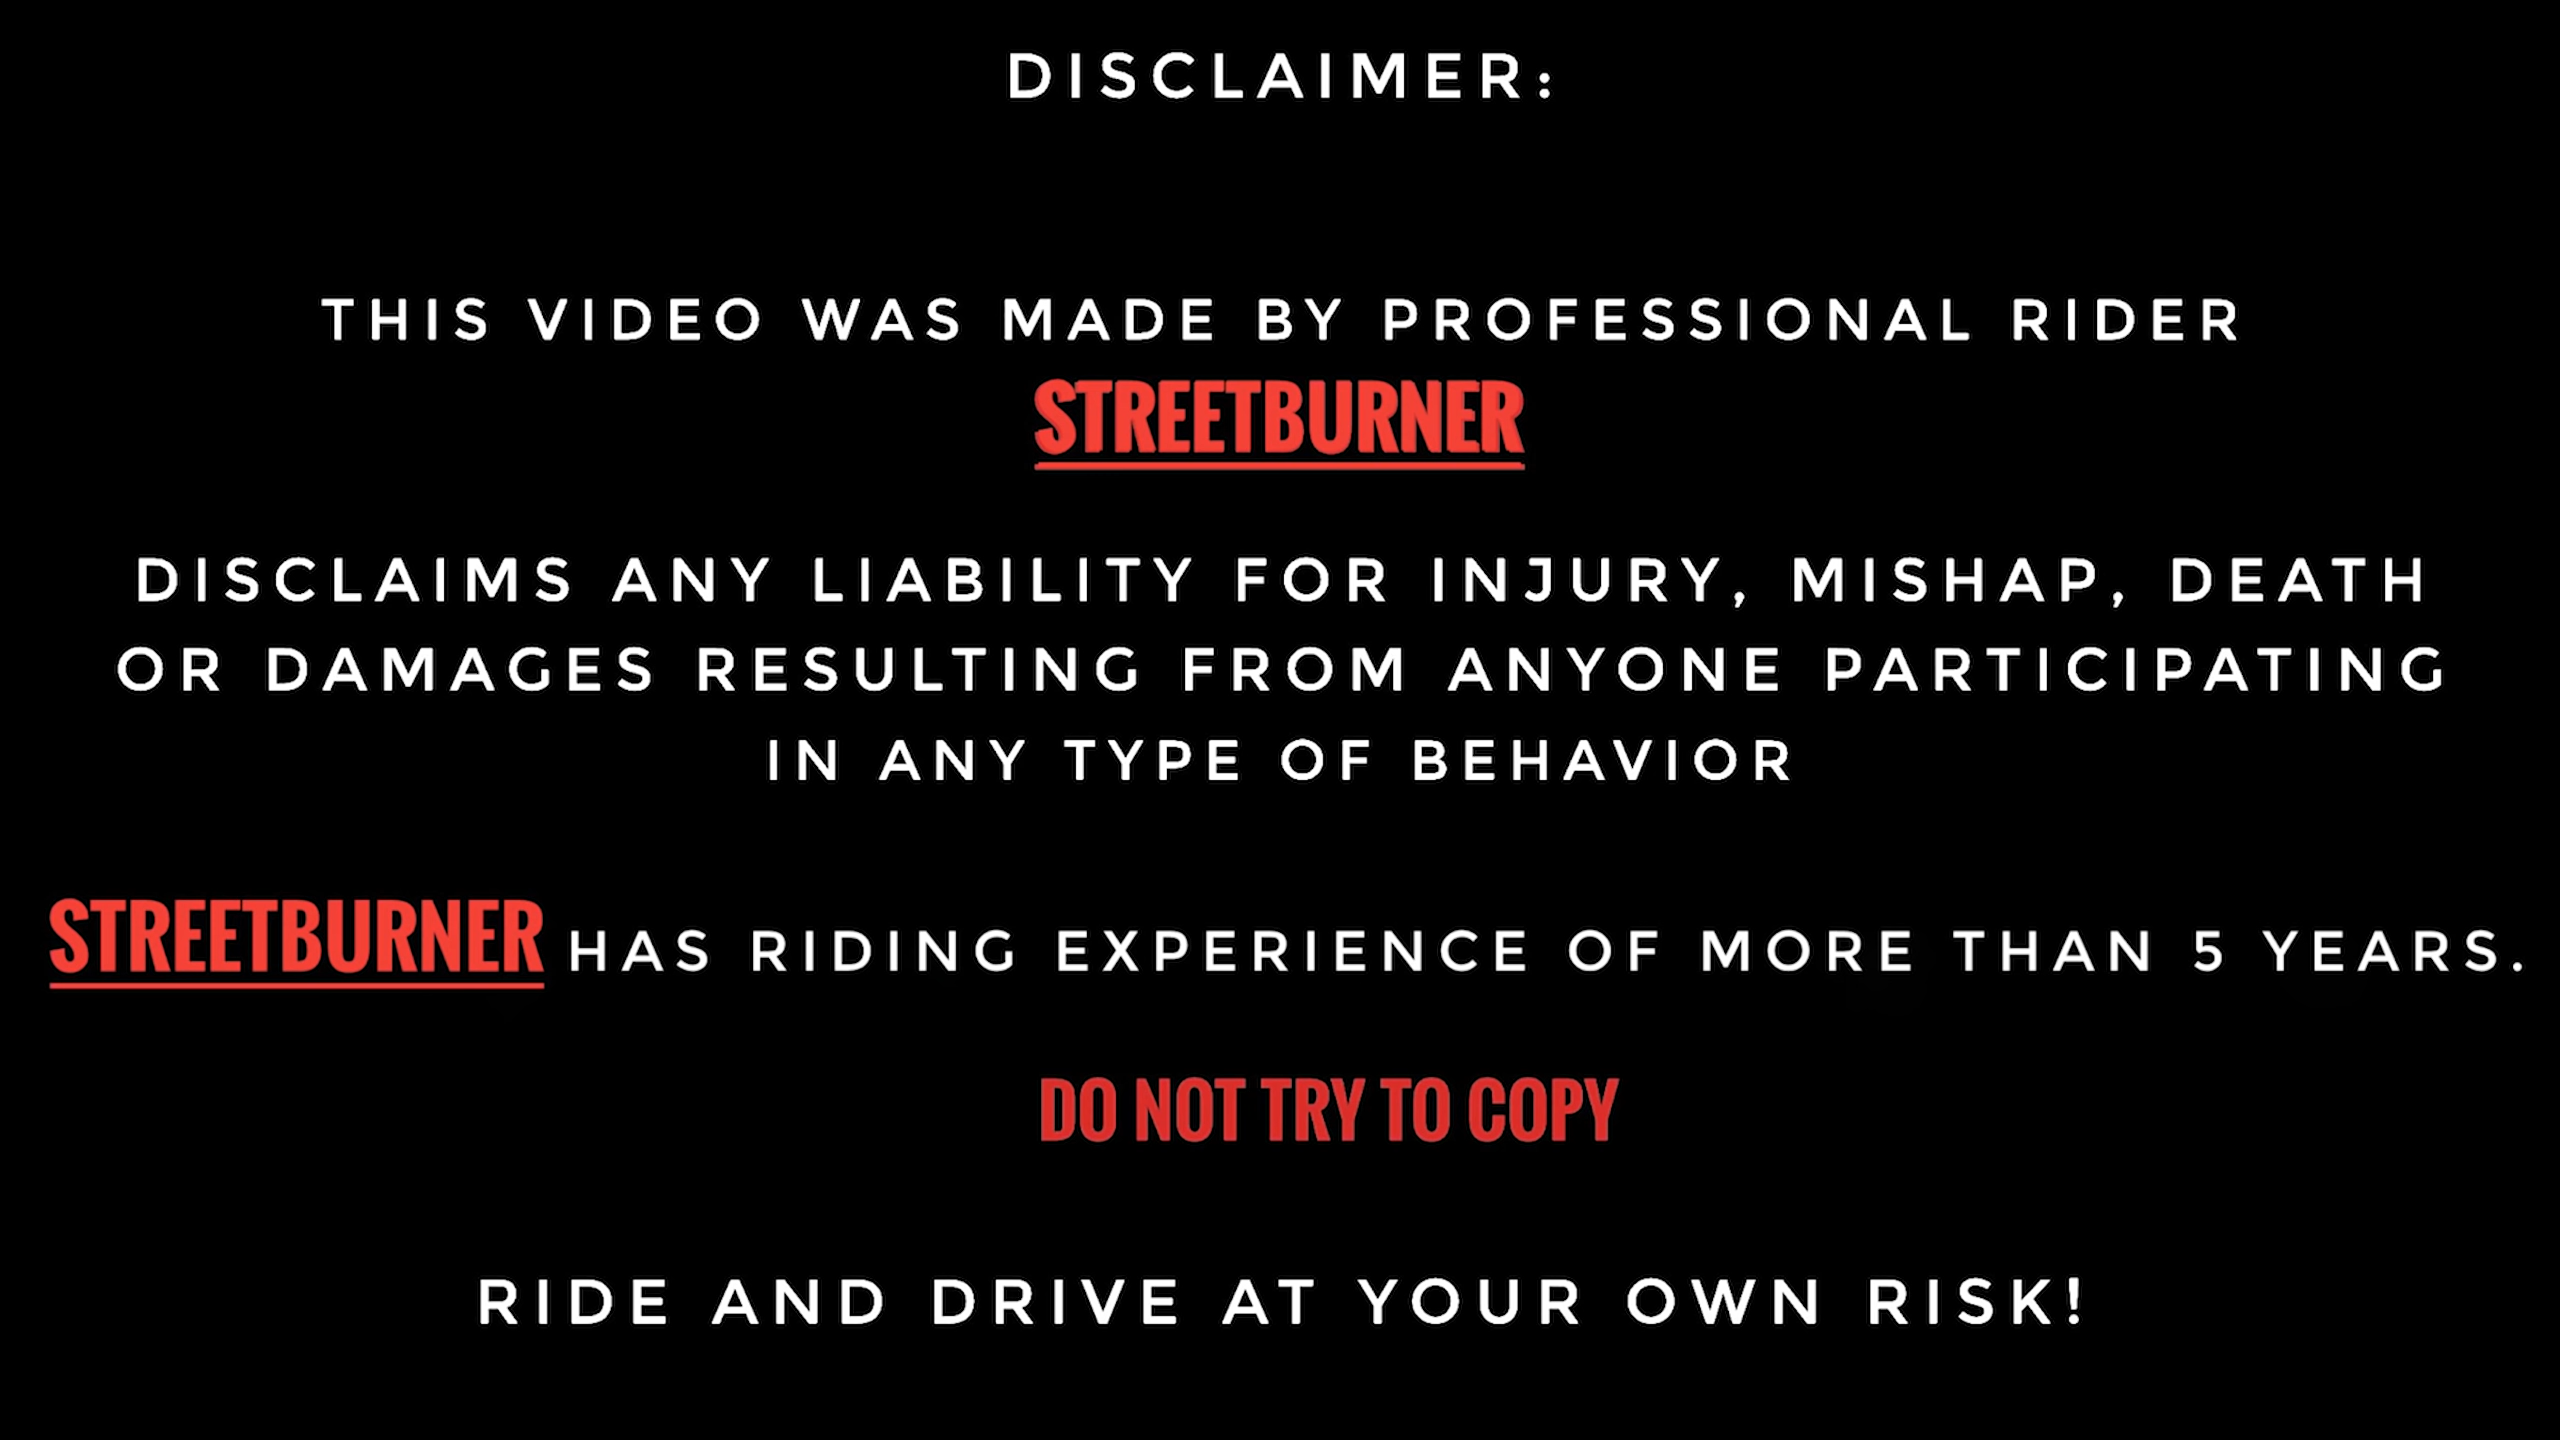 DISCLAIMER:
THIS VIDEO WAS MADE BY PROFESSIONAL RIDER
STREETBURNER
DISCLAIMS ANY LIABILITY FOR INJURY, MISHAP, DEATH
OR DAMAGES RESULTING FROM ANYONE PARTICIPATING
IN ANY TYPE OF BEHAVIOR
STREETBURNER HAS RIDING EXPERIENCE OF MORE THAN 5 YEARS.
DO NOT TRY TO COPY
RIDE AND DRIVE AT YOUR OWN RISK!